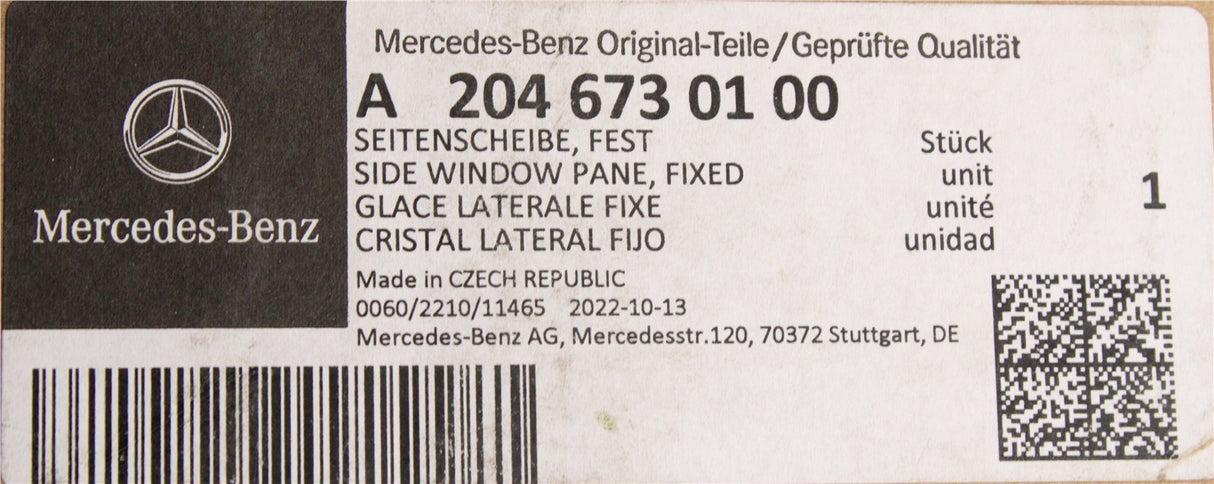 Mercedes-Benz
Mercedes-Benz Original-Teile/Geprüfte Qualität
A 204 673 01 00
SEITENSCHEIBE, FEST Stück
SIDE WINDOW PANE, FIXED unit
GLACE LATERALE FIXE unité
CRISTAL LATERAL FIJO unidad
1
Made in CZECH REPUBLIC
0060/2210/11465 2022-10-13
Mercedes-Benz AG, Mercedesstr.120, 70372 Stuttgart, DE